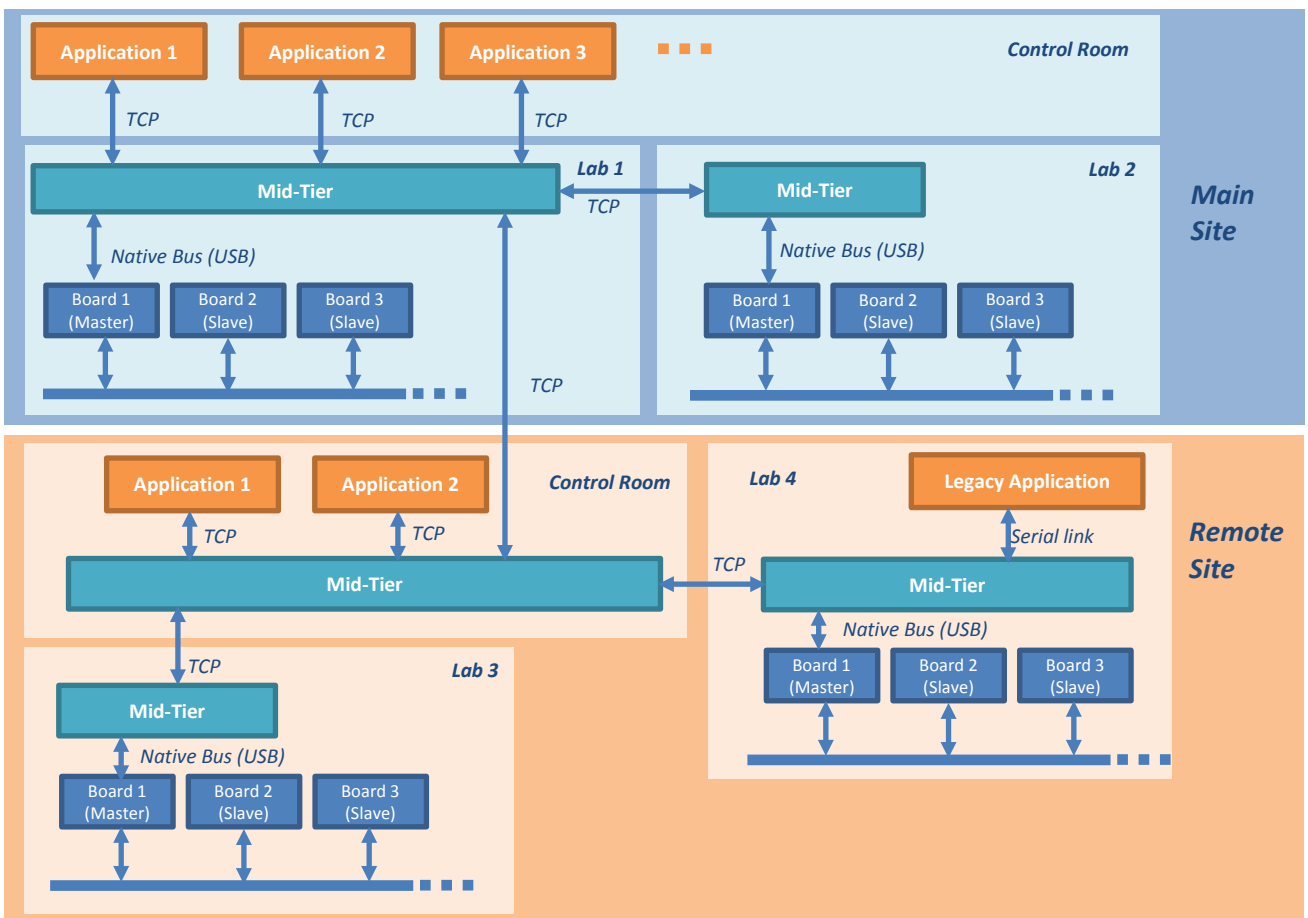 Application 1
Application 2
Application 3
Control Room
TCP
TCP
TCP
Lab 1
Mid-Tier
TCP
Lab 2
Mid-Tier
Main
Site
Native Bus (USB)
Native Bus (USB)
Board 1
(Master)
Board 2
(Slave)
Board 3
(Slave)
Board 1
(Master)
Board 2
(Slave)
Board 3
(Slave)
TCP
Application 1
Application 2
Control Room
Lab 4
Legacy Application
TCP
TCP
Serial link
Remote
Site
Mid-Tier
TCP
Mid-Tier
Native Bus (USB)
Board 1
(Master)
Board 2
(Slave)
Board 3
(Slave)
TCP
Lab 3
Mid-Tier
Native Bus (USB)
Board 1
(Master)
Board 2
(Slave)
Board 3
(Slave)